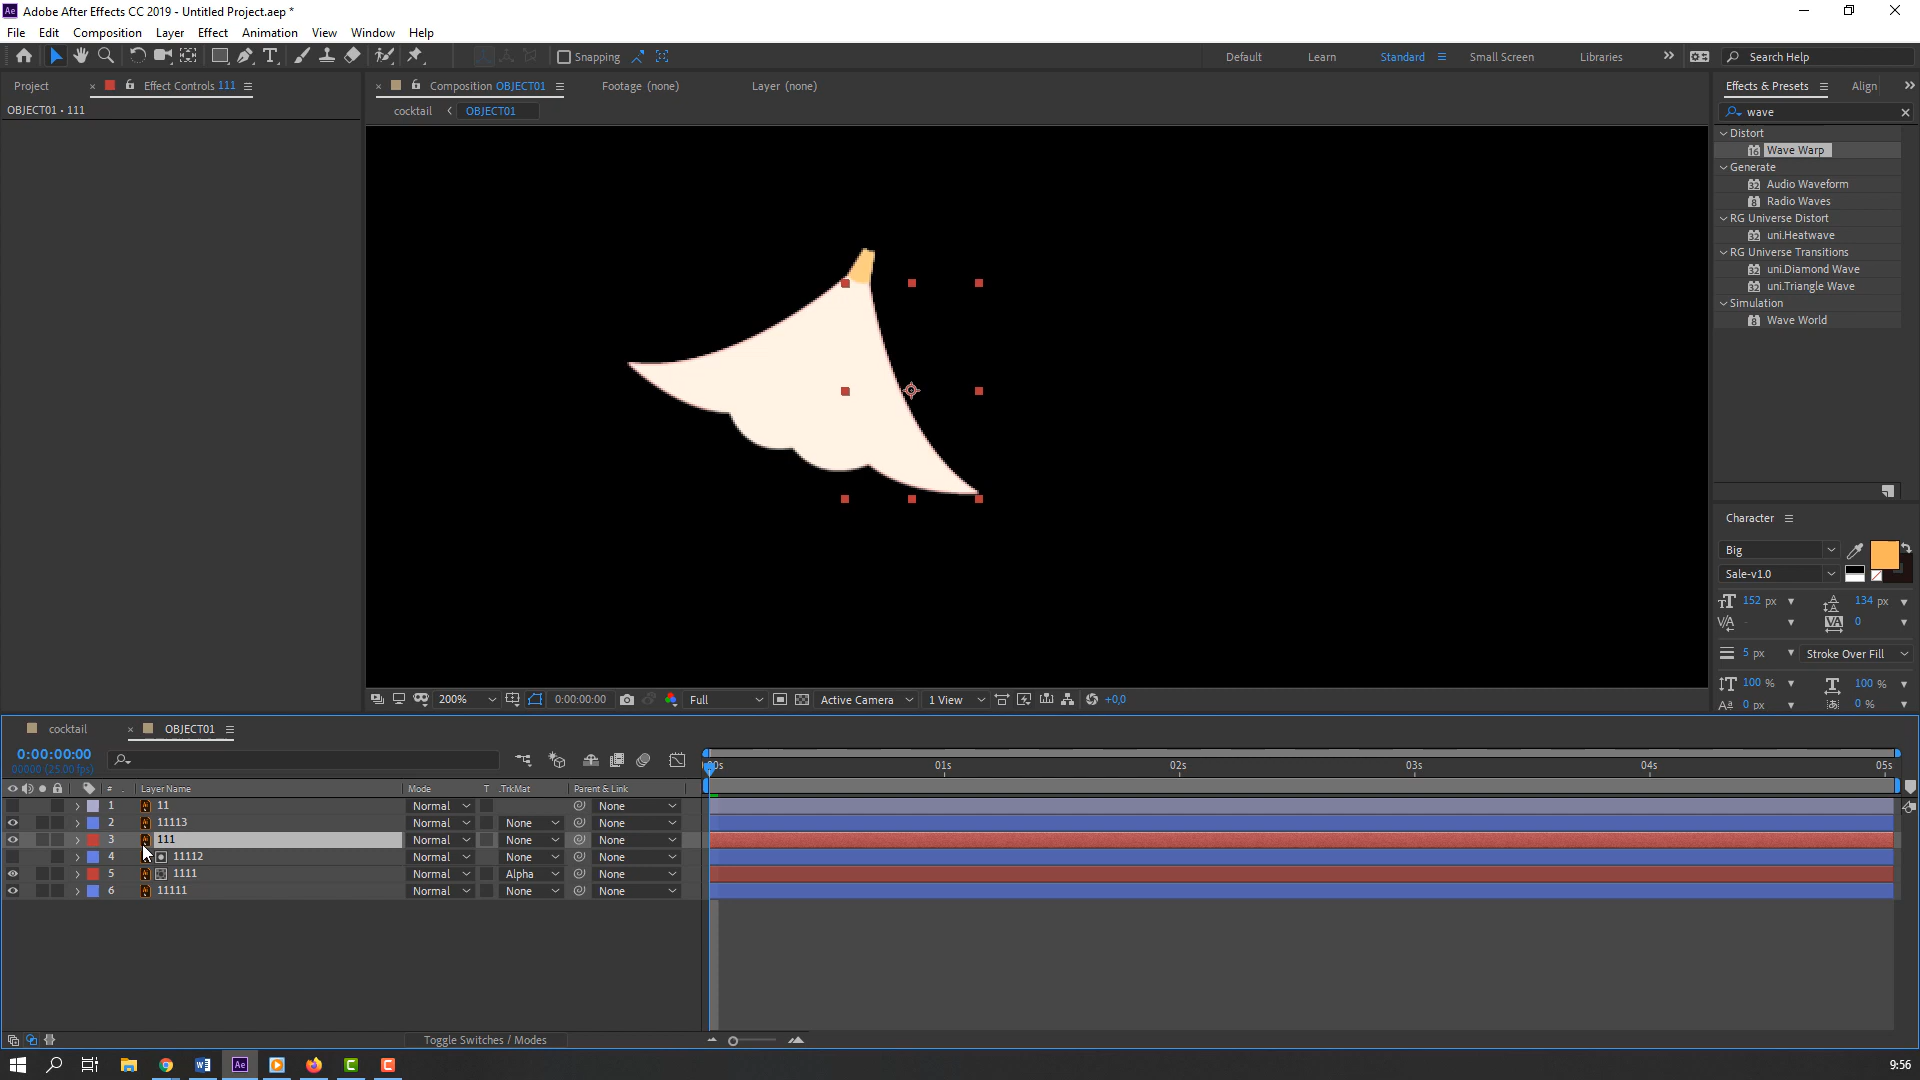 Adobe After Effects CC 2019 - Untitled Project.aep *
File Edit Composition Layer Effect Animation View Window Help
Snapping
Default Learn Standard Small Screen Libraries Search Help
Project Effect Controls 111
OBJECT01 • 111
Composition OBJECT01 Footage (none) Layer (none)
cocktail OBJECT01
Effects & Presets Align
wave
Distort
Wave Warp
Generate
Audio Waveform
Radio Waves
RG Universe Distort
uni.Heatwave
RG Universe Transitions
uni.Diamond Wave
uni.Triangle Wave
Simulation
Wave World
Character
Big
Sale-v1.0
152 px 134 px
- 0
5 px Stroke Over Fill
100 % 100 %
0 px 0 %
200% 0:00:00:00 Full Active Camera 1 View +0,0
cocktail OBJECT01
0:00:00:00
00000 (25.00 fps)
:00s 01s 02s 03s 04s 05s
# Layer Name Mode T .TrkMat Parent & Link
1 11 Normal None
2 11113 Normal None None
3 111 Normal None None
4 11112 Normal None None
5 1111 Normal Alpha None
6 11111 Normal None None
Toggle Switches / Modes
9:56